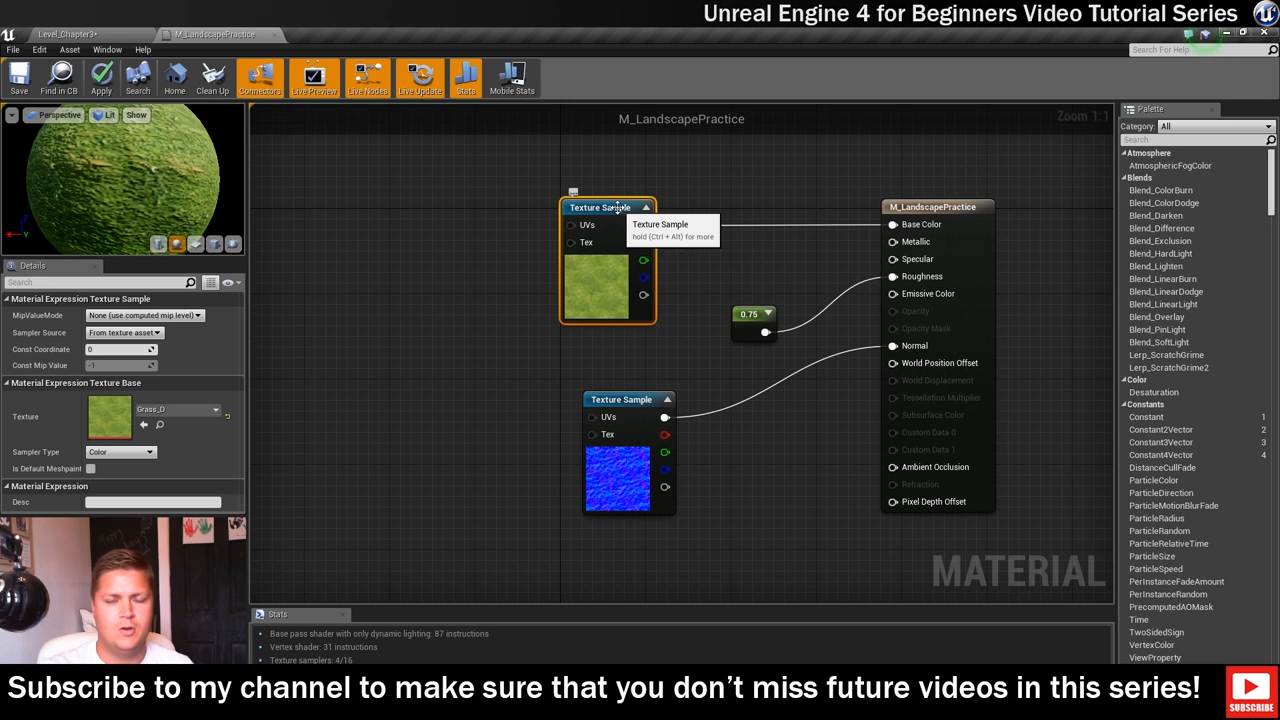 Unreal Engine 4 for Beginners Video Tutorial Series
Level_Chapter3*
M_LandscapePractice
File Edit Asset Window Help
Search For Help
Save
Find in CB
Apply
Search
Home
Clean Up
Connectors
Live Preview
Live Nodes
Live Update
Stats
Mobile Stats
Perspective
Lit
Show
Details
Search
Material Expression Texture Sample
MipValueMode None (use computed mip level)
Sampler Source From texture asset
Const Coordinate 0
Const Mip Value -1
Material Expression Texture Base
Texture Grass_D
Sampler Type Color
Is Default Meshpaint
Material Expression
Desc
M_LandscapePractice
Zoom 1:1
Texture Sample
UVs
Tex
Texture Sample
hold (Ctrl + Alt) for more
0.75
Texture Sample
UVs
Tex
M_LandscapePractice
Base Color
Metallic
Specular
Roughness
Emissive Color
Opacity
Opacity Mask
Normal
World Position Offset
World Displacement
Tessellation Multiplier
Subsurface Color
Custom Data 0
Custom Data 1
Ambient Occlusion
Refraction
Pixel Depth Offset
MATERIAL
Stats
Base pass shader with only dynamic lighting: 87 instructions
Vertex shader: 31 instructions
Texture samplers: 4/16
Palette
Category: All
Search
Atmosphere
AtmosphericFogColor
Blends
Blend_ColorBurn
Blend_ColorDodge
Blend_Darken
Blend_Difference
Blend_Exclusion
Blend_HardLight
Blend_Lighten
Blend_LinearBurn
Blend_LinearDodge
Blend_LinearLight
Blend_Overlay
Blend_PinLight
Blend_SoftLight
Lerp_ScratchGrime
Lerp_ScratchGrime2
Color
Desaturation
Constants
Constant 1
Constant2Vector 2
Constant3Vector 3
Constant4Vector 4
DistanceCullFade
ParticleColor
ParticleDirection
ParticleMotionBlurFade
ParticleRadius
ParticleRandom
ParticleRelativeTime
ParticleSize
ParticleSpeed
PerInstanceFadeAmount
PerInstanceRandom
PrecomputedAOMask
Time
TwoSidedSign
VertexColor
ViewProperty
Subscribe to my channel to make sure that you don't miss future videos in this series!
SUBSCRIBE